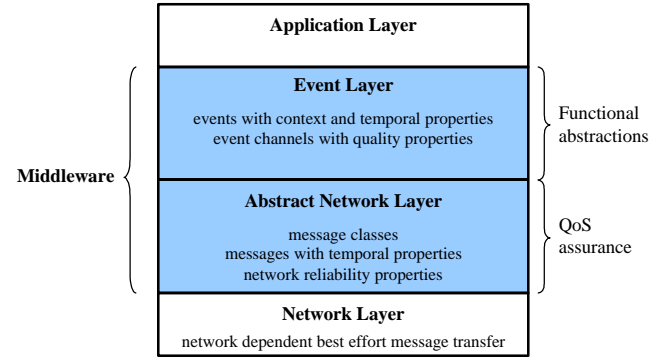 Application Layer
Event Layer
events with context and temporal properties
event channels with quality properties
Functional
abstractions
Middleware
Abstract Network Layer
message classes
messages with temporal properties
network reliability properties
QoS
assurance
Network Layer
network dependent best effort message transfer